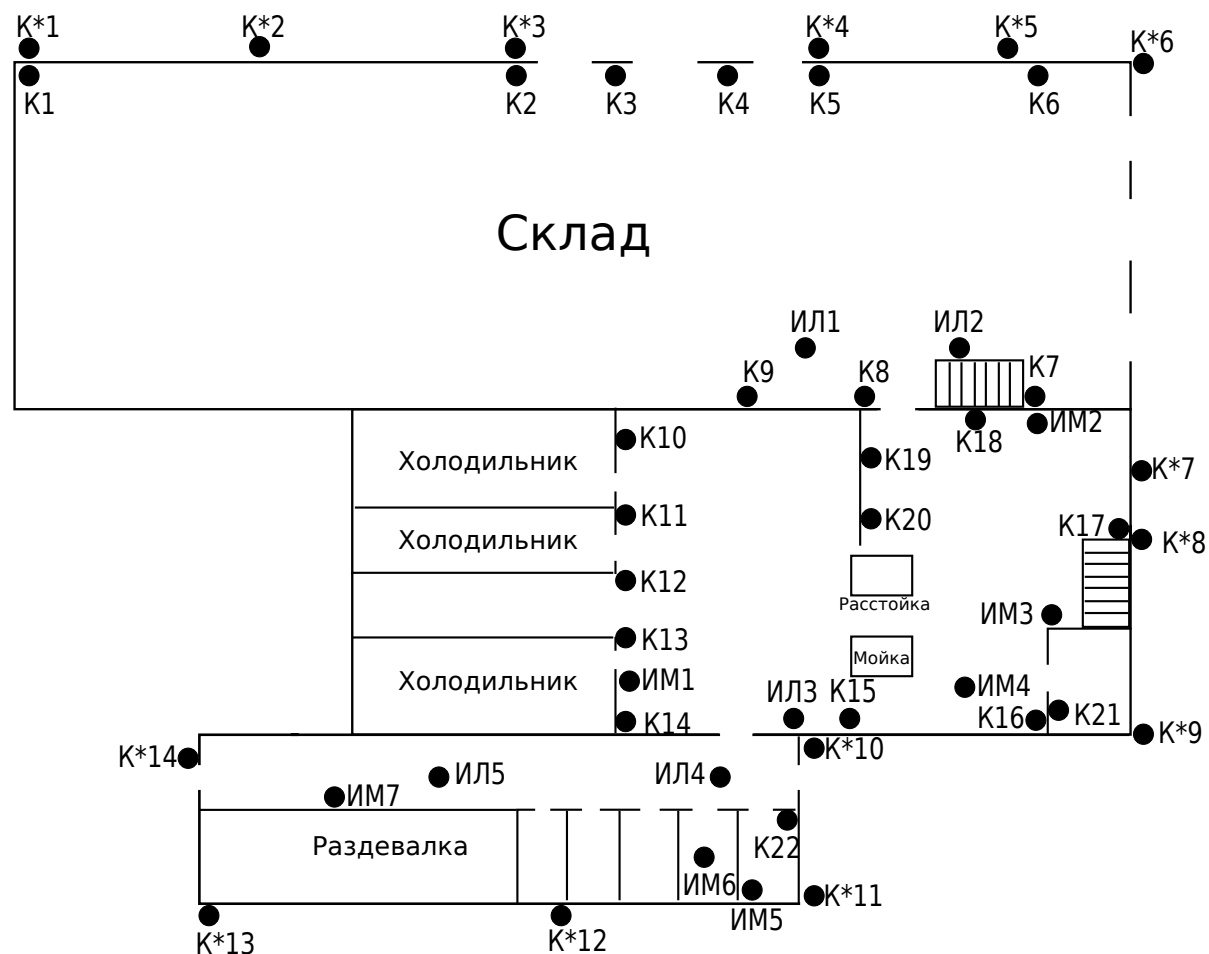 К*1 К*2 К*3 К*4 К*5 К*6
К1 К2 К3 К4 К5 К6
Склад
ИЛ1 ИЛ2
К9 К8 К7
К10 К18 ИМ2
Холодильник К19 К*7
К11 К20 К17
Холодильник К*8
К12
Расстойка ИМ3
К13
Холодильник ИМ1 Мойка ИМ4
К14 ИЛ3 К15 К16 К21
К*14 К*10 К*9
ИЛ5 ИЛ4
ИМ7
Раздевалка К22
ИМ6 К*11
ИМ5
К*13 К*12